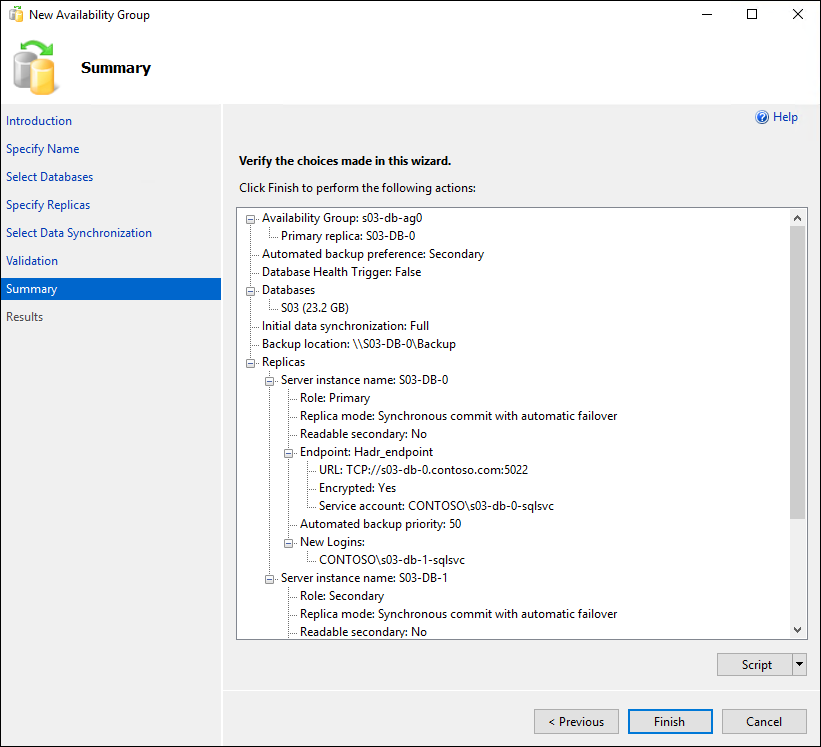 New Availability Group
Summary
Introduction
Specify Name
Select Databases
Specify Replicas
Select Data Synchronization
Validation
Summary
Results
Help
Verify the choices made in this wizard.
Click Finish to perform the following actions:
Availability Group: s03-db-ag0
Primary replica: S03-DB-0
Automated backup preference: Secondary
Database Health Trigger: False
Databases
S03 (23.2 GB)
Initial data synchronization: Full
Backup location: \\S03-DB-0\Backup
Replicas
Server instance name: S03-DB-0
Role: Primary
Replica mode: Synchronous commit with automatic failover
Readable secondary: No
Endpoint: Hadr_endpoint
URL: TCP://s03-db-0.contoso.com:5022
Encrypted: Yes
Service account: CONTOSO\s03-db-0-sqlsvc
Automated backup priority: 50
New Logins:
CONTOSO\s03-db-1-sqlsvc
Server instance name: S03-DB-1
Role: Secondary
Replica mode: Synchronous commit with automatic failover
Readable secondary: No
Script
< Previous
Finish
Cancel